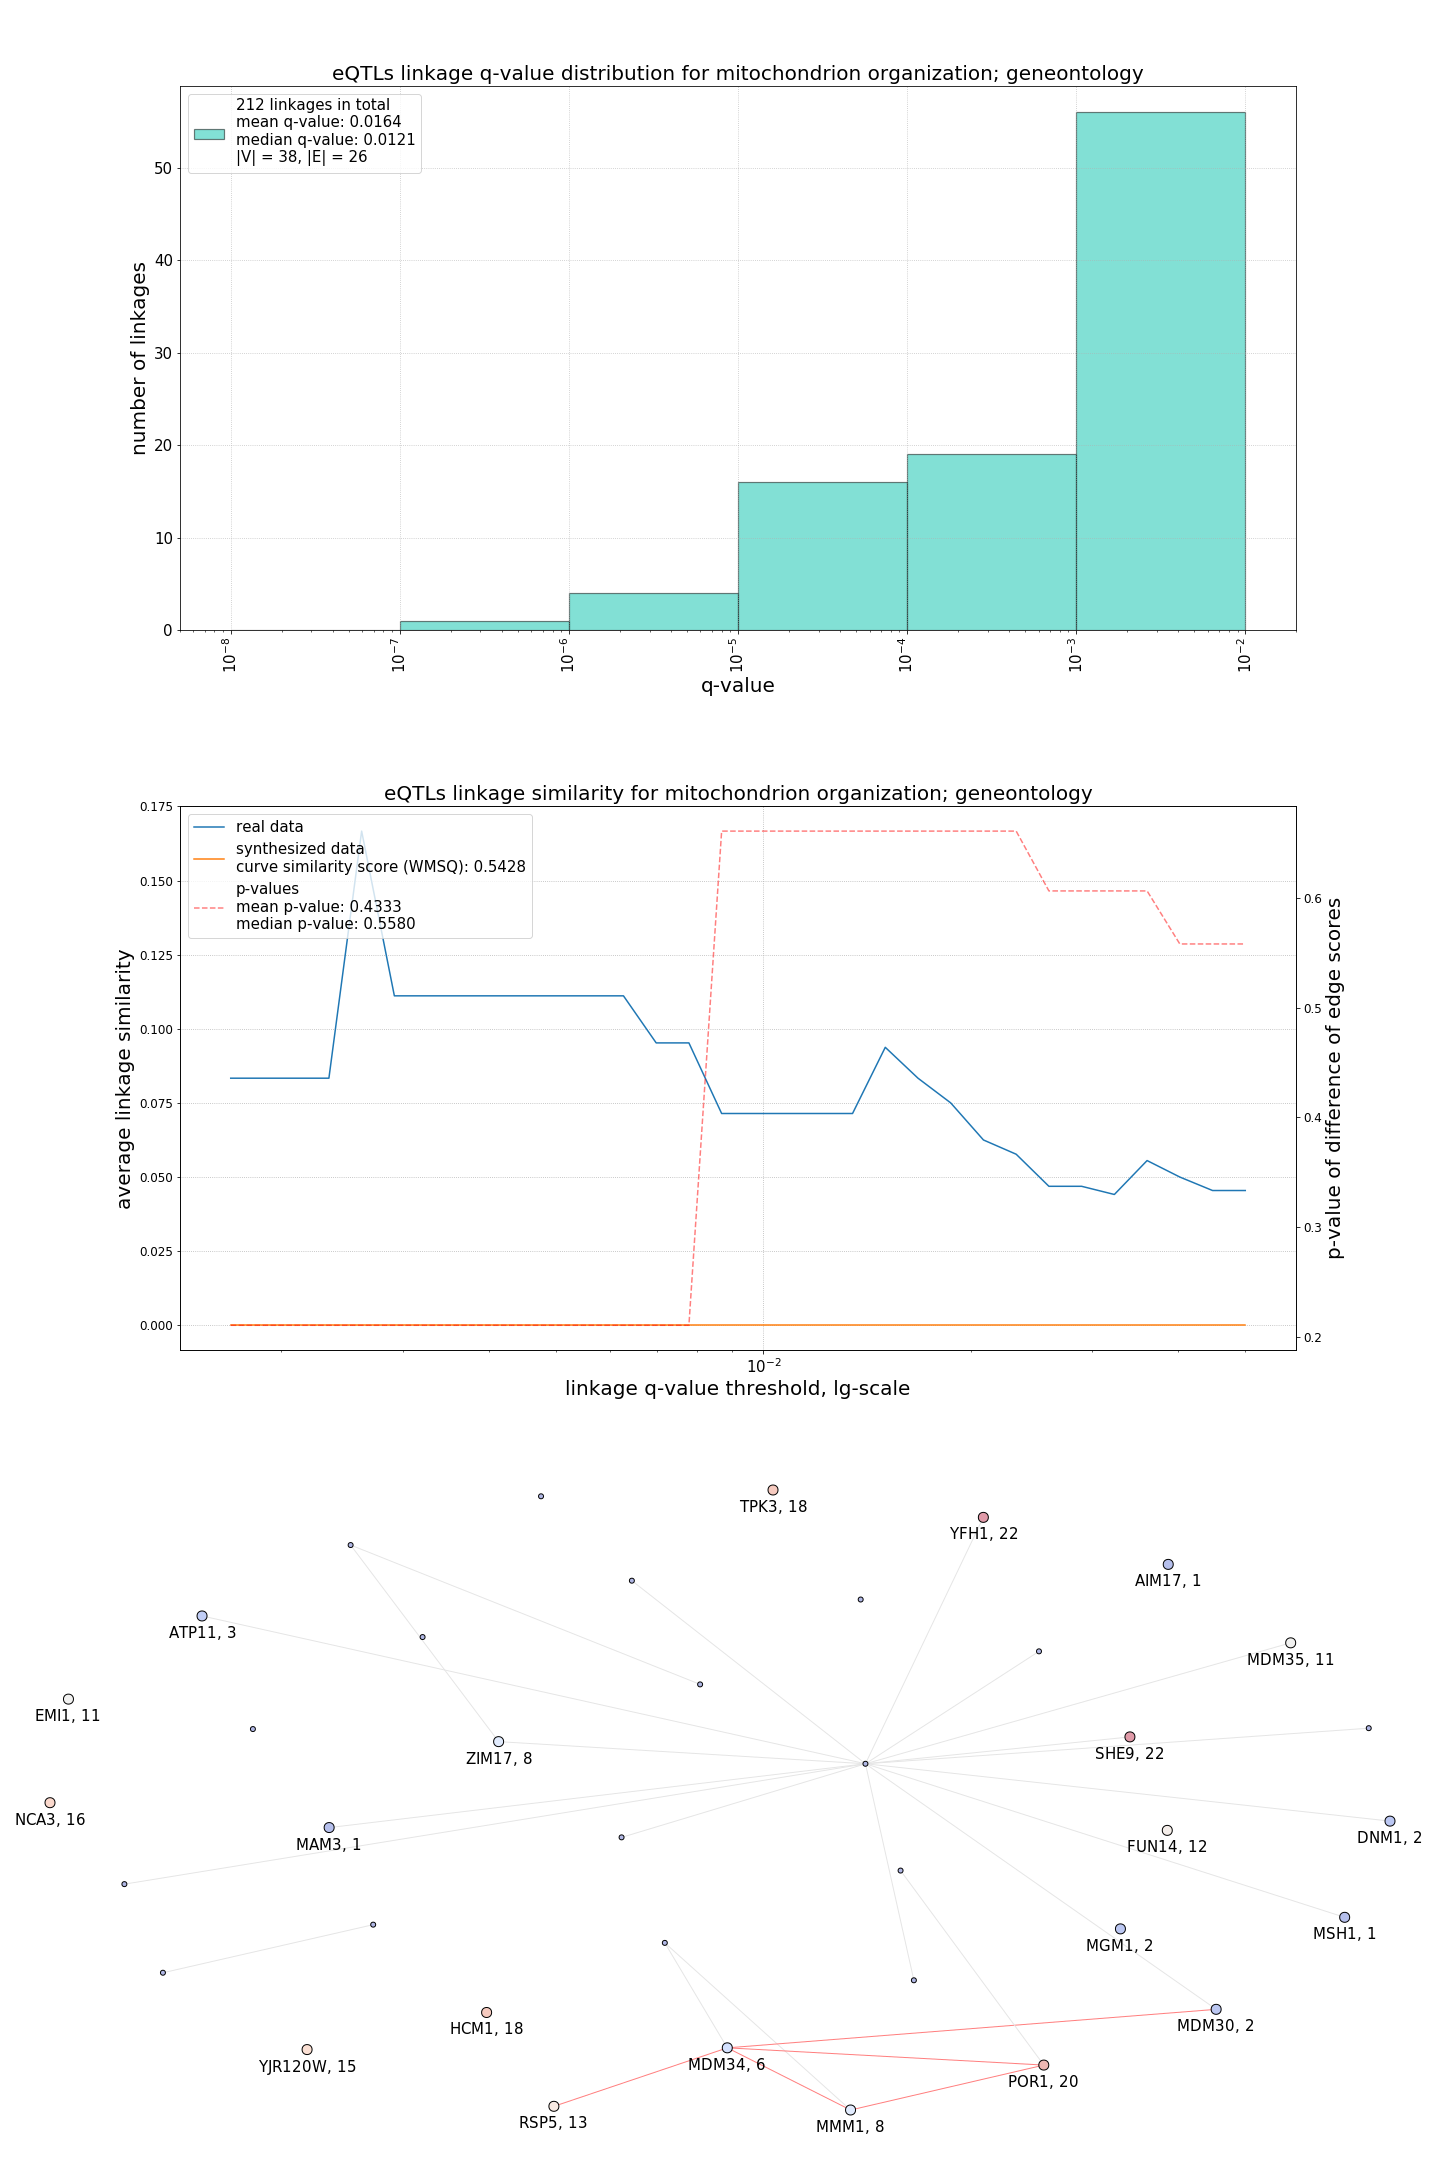 eQTLs linkage q-value distribution for mitochondrion organization; geneontology
212 linkages in total
mean q-value: 0.0164
median q-value: 0.0121
|V| = 38, |E| = 26
number of linkages
50
40
30
20
10
0
10⁻⁸ 10⁻⁷ 10⁻⁶ 10⁻⁵ 10⁻⁴ 10⁻³ 10⁻²
q-value
eQTLs linkage similarity for mitochondrion organization; geneontology
real data
synthesized data
curve similarity score (WMSQ): 0.5428
p-values
mean p-value: 0.4333
median p-value: 0.5580
average linkage similarity
0.175
0.150
0.125
0.100
0.075
0.050
0.025
0.000
0.6
0.5
0.4
0.3
0.2
p-value of difference of edge scores
10⁻²
linkage q-value threshold, lg-scale
TPK3, 18
YFH1, 22
AIM17, 1
ATP11, 3
MDM35, 11
EMI1, 11
ZIM17, 8
SHE9, 22
NCA3, 16
MAM3, 1
DNM1, 2
FUN14, 12
MSH1, 1
MGM1, 2
HCM1, 18
MDM30, 2
YJR120W, 15
MDM34, 6
POR1, 20
RSP5, 13
MMM1, 8